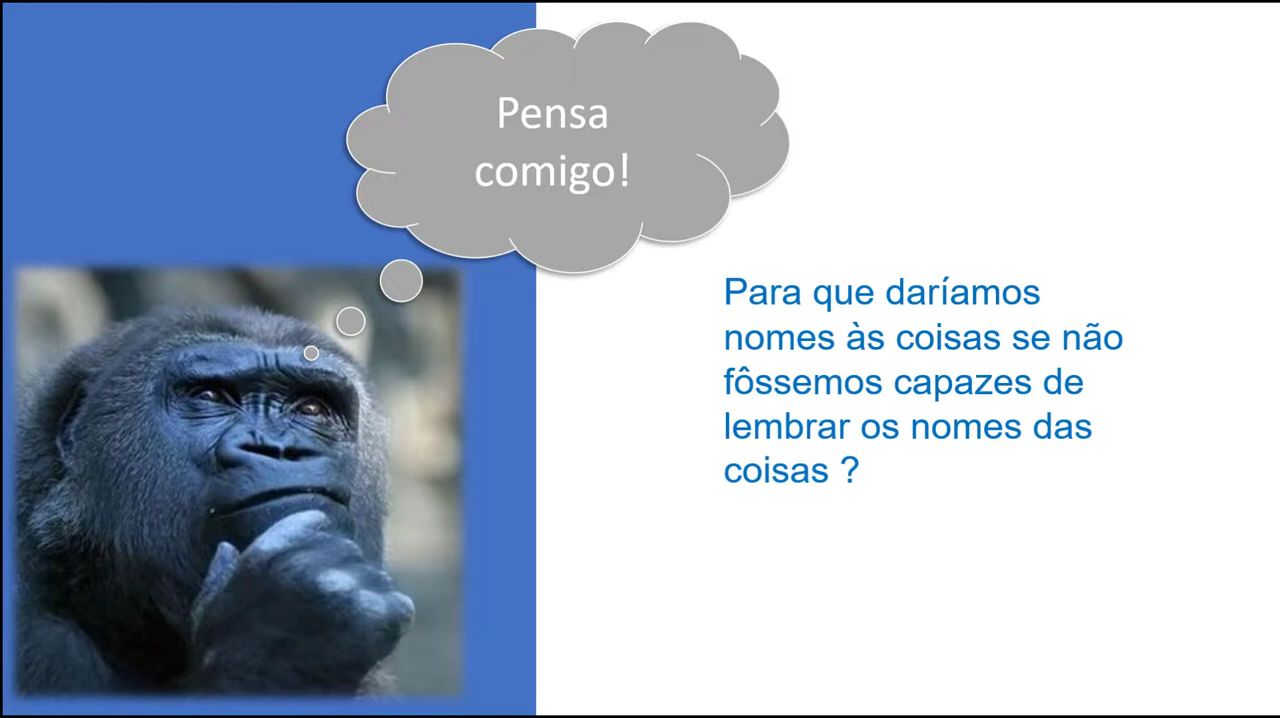 Pensa
comigo!
Para que daríamos
nomes às coisas se não
fôssemos capazes de
lembrar os nomes das
coisas ?